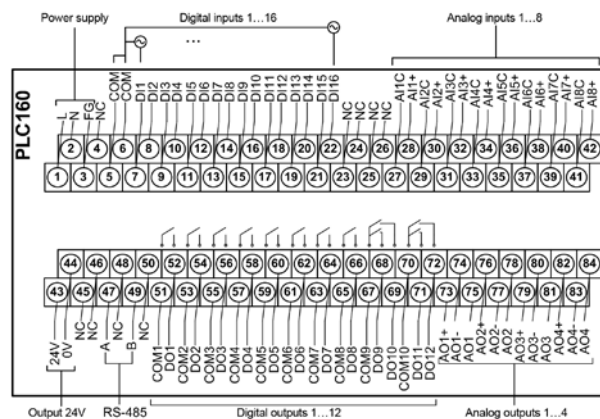 Power supply
Digital inputs 1...16
Analog inputs 1...8
...
PLC160
L
N
FG
NC
COM
COM
DI1
DI2
DI3
DI4
DI5
DI6
DI7
DI8
DI9
DI10
DI11
DI12
DI13
DI14
DI15
DI16
NC
NC
NC
NC
AI1C
AI1+
AI2C
AI2+
AI3C
AI3+
AI4C
AI4+
AI5C
AI5+
AI6C
AI6+
AI7C
AI7+
AI8C
AI8+
2 4 6 8 10 12 14 16 18 20 22 24 26 28 30 32 34 36 38 40 42
1 3 5 7 9 11 13 15 17 19 21 23 25 27 29 31 33 35 37 39 41
44 46 48 50 52 54 56 58 60 62 64 66 68 70 72 74 76 78 80 82 84
43 45 47 49 51 53 55 57 59 61 63 65 67 69 71 73 75 77 79 81 83
24V
0V
NC
NC
A
NC
B
NC
COM1
DO1
COM2
DO2
COM3
DO3
COM4
DO4
COM5
DO5
COM6
DO6
COM7
DO7
COM8
DO8
COM9
DO9
DO10
COM10
DO11
DO12
AO1+
AO1-
AO1
AO2+
AO2-
AO2
AO3+
AO3-
AO3
AO4+
AO4-
AO4
Output 24V
RS-485
Digital outputs 1...12
Analog outputs 1...4